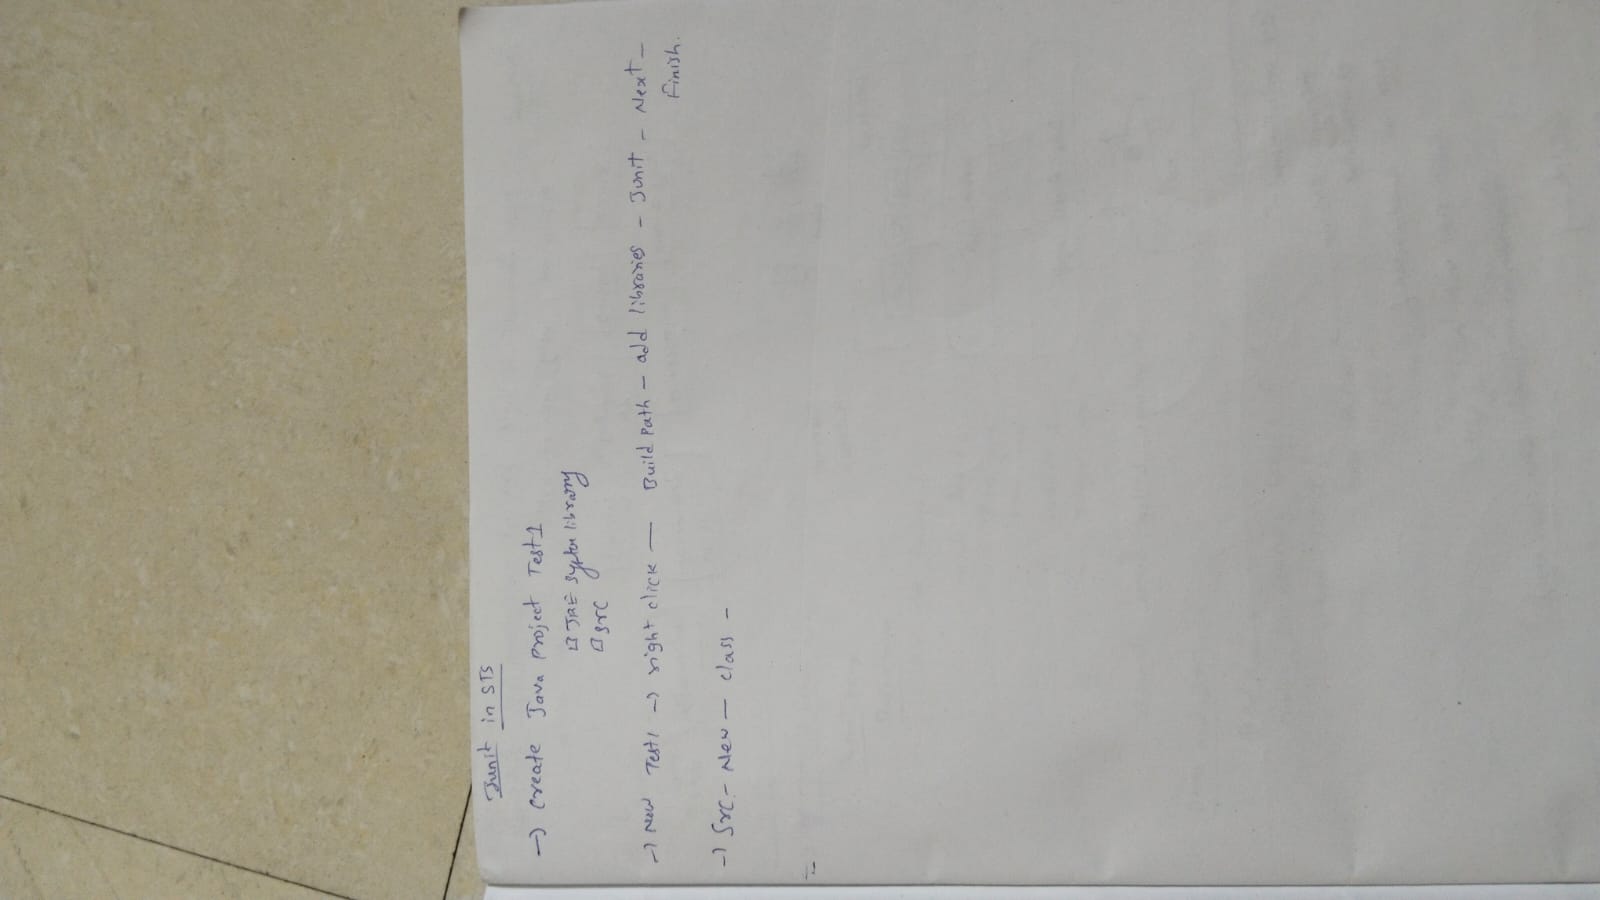 Junit in STS
→ Create Java project Test1
JRE System library
src
→ Now Test1 → right click — Build path - add libraries - Junit - Next -
Finish.
→ Src - New - class -